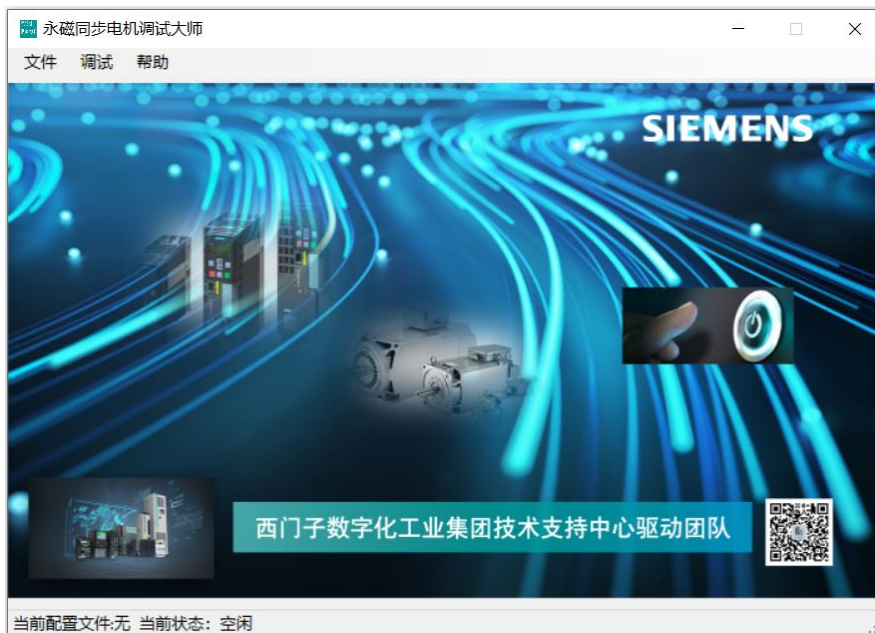 永磁同步电机调试大师
文件 调试 帮助
SIEMENS
西门子数字化工业集团技术支持中心驱动团队
当前配置文件:无 当前状态：空闲